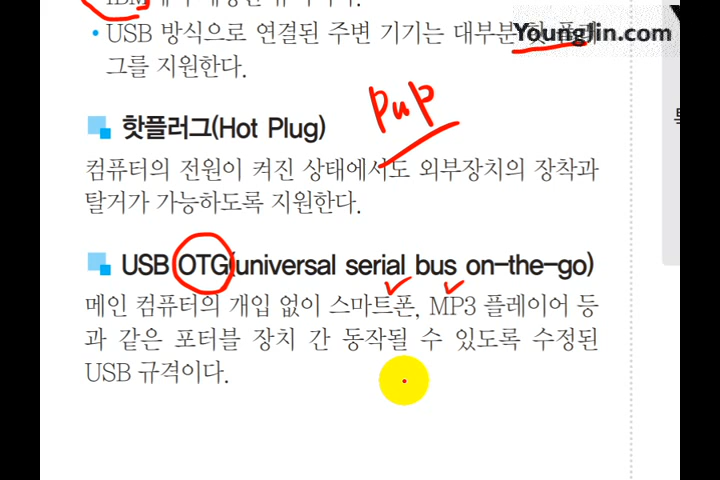 Youngjin.com
• USB 방식으로 연결된 주변 기기는 대부분 핫 플러
그를 지원한다.
pnp
핫플러그(Hot Plug)
컴퓨터의 전원이 켜진 상태에서도 외부장치의 장착과
탈거가 가능하도록 지원한다.
USB OTG(universal serial bus on-the-go)
메인 컴퓨터의 개입 없이 스마트폰, MP3 플레이어 등
과 같은 포터블 장치 간 동작될 수 있도록 수정된
USB 규격이다.